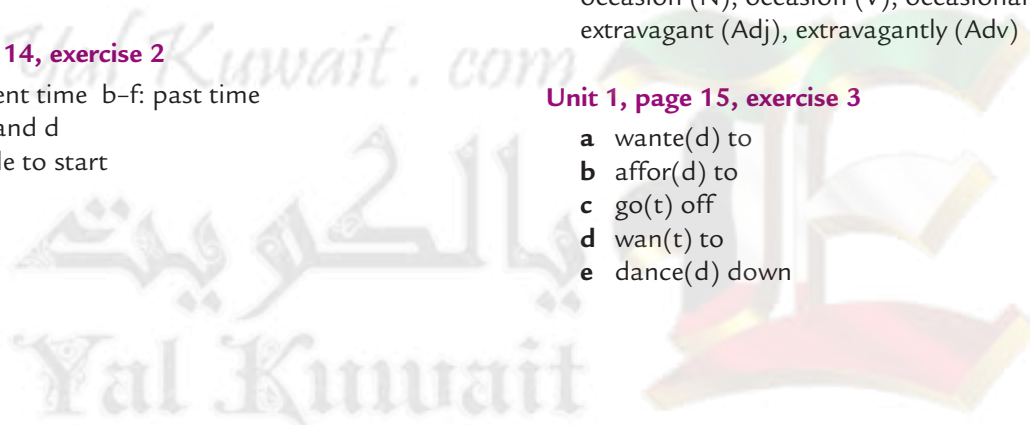 14, exercise 2
ent time b–f: past time
and d
le to start
occasion (N), occasion (V), occasional
extravagant (Adj), extravagantly (Adv)
Unit 1, page 15, exercise 3
a wante(d) to
b affor(d) to
c go(t) off
d wan(t) to
e dance(d) down
Yal Kuwait . com
يالكويت
Yal Kuwait